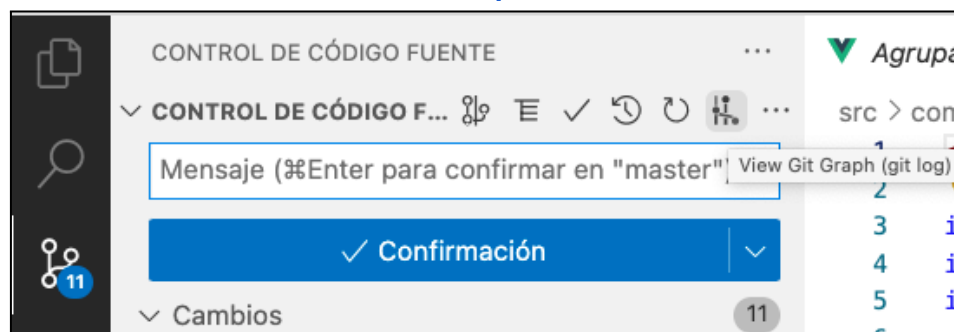 CONTROL DE CÓDIGO FUENTE ...
Agrupa
CONTROL DE CÓDIGO F... ...
src > com
Mensaje (⌘Enter para confirmar en "master")
View Git Graph (git log)
1
2
Confirmación
3 i
4 i
11
Cambios 11
5 i